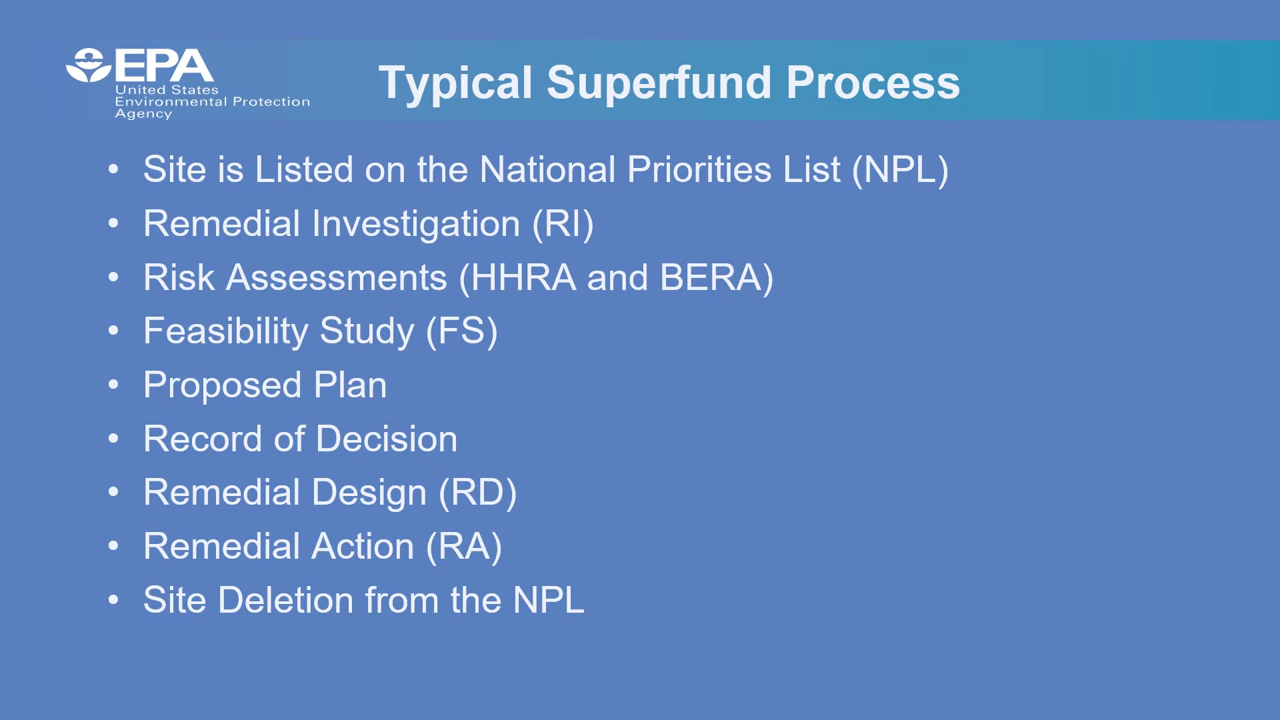 EPA
United States
Environmental Protection
Agency
Typical Superfund Process
• Site is Listed on the National Priorities List (NPL)
• Remedial Investigation (RI)
• Risk Assessments (HHRA and BERA)
• Feasibility Study (FS)
• Proposed Plan
• Record of Decision
• Remedial Design (RD)
• Remedial Action (RA)
• Site Deletion from the NPL